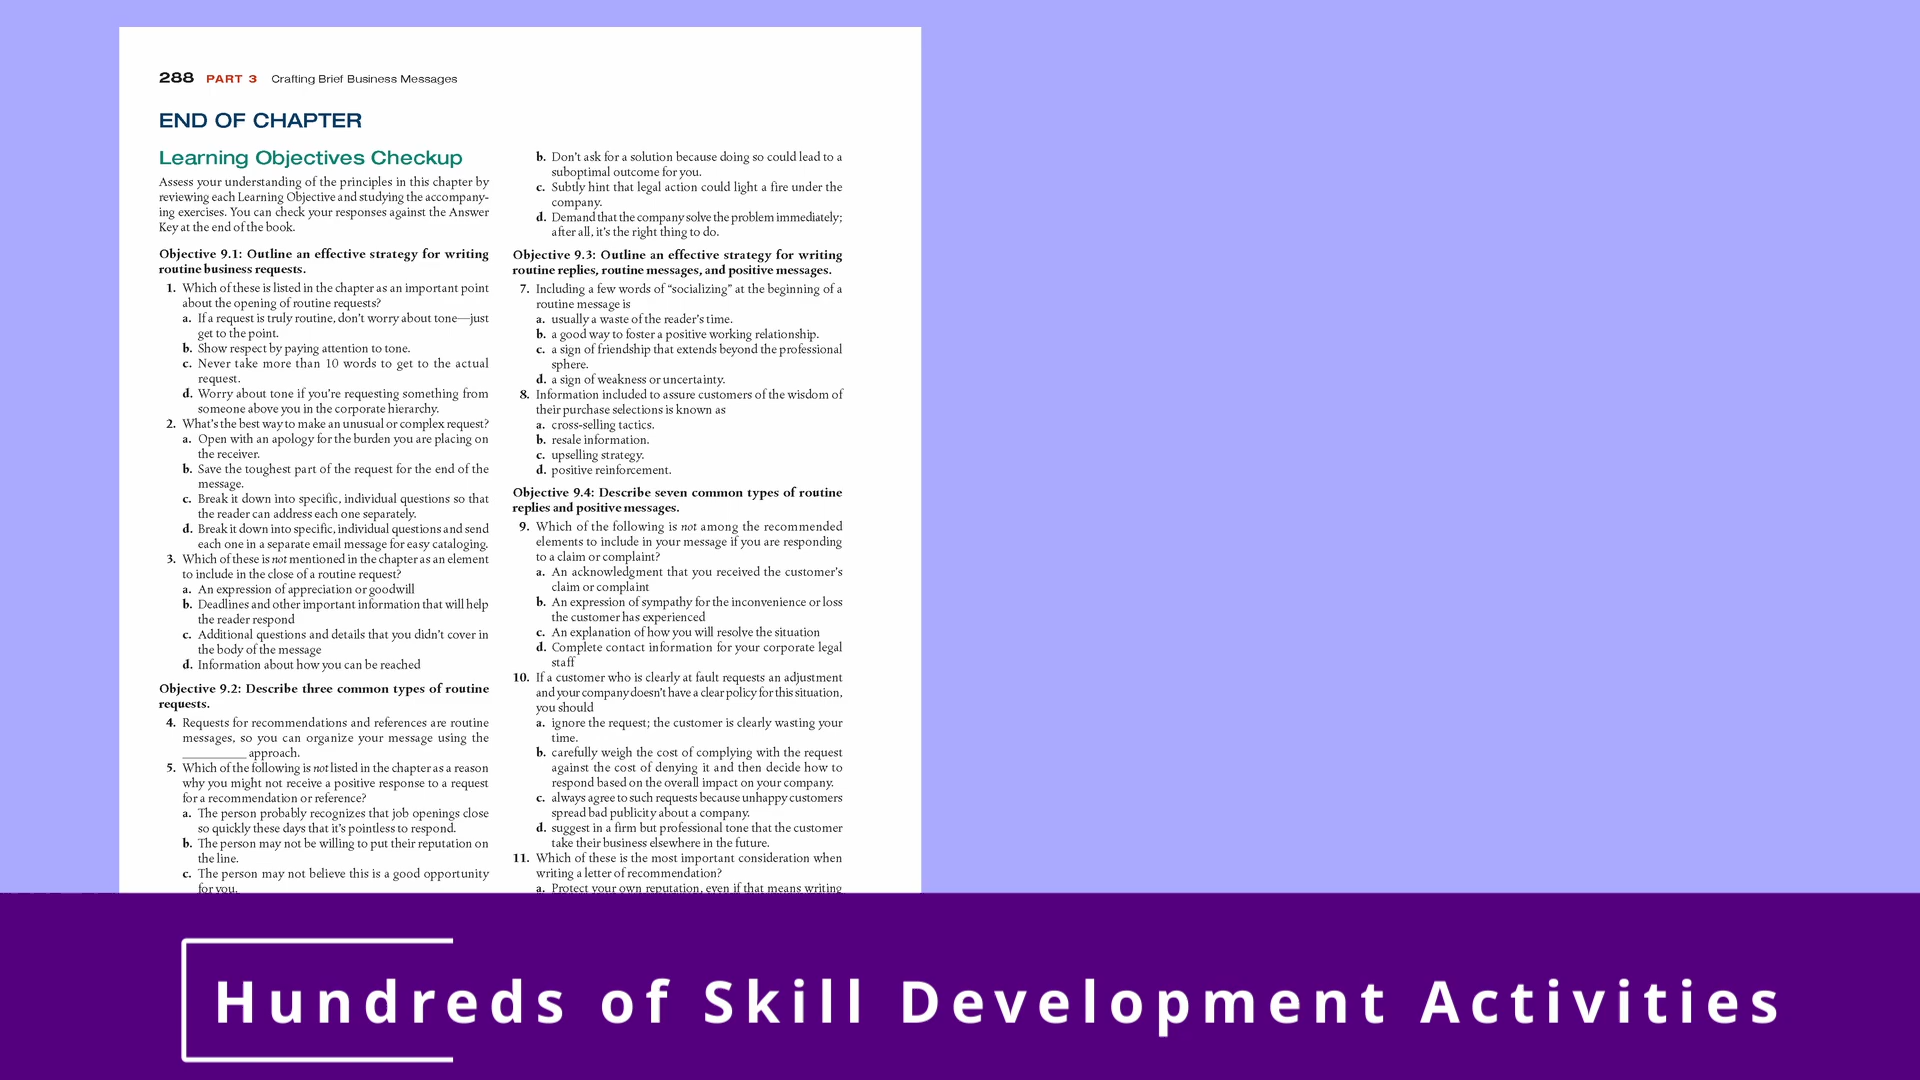 288 PART 3 Crafting Brief Business Messages
END OF CHAPTER
Learning Objectives Checkup
Assess your understanding of the principles in this chapter by
reviewing each Learning Objective and studying the accompany-
ing exercises. You can check your responses against the Answer
Key at the end of the book.
Objective 9.1: Outline an effective strategy for writing
routine business requests.
1. Which of these is listed in the chapter as an important point
about the opening of routine requests?
a. If a request is truly routine, don't worry about tone—just
get to the point.
b. Show respect by paying attention to tone.
c. Never take more than 10 words to get to the actual
request.
d. Worry about tone if you're requesting something from
someone above you in the corporate hierarchy.
2. What's the best way to make an unusual or complex request?
a. Open with an apology for the burden you are placing on
the receiver.
b. Save the toughest part of the request for the end of the
message.
c. Break it down into specific, individual questions so that
the reader can address each one separately.
d. Break it down into specific, individual questions and send
each one in a separate email message for easy cataloging.
3. Which of these is not mentioned in the chapter as an element
to include in the close of a routine request?
a. An expression of appreciation or goodwill
b. Deadlines and other important information that will help
the reader respond
c. Additional questions and details that you didn't cover in
the body of the message
d. Information about how you can be reached
Objective 9.2: Describe three common types of routine
requests.
4. Requests for recommendations and references are routine
messages, so you can organize your message using the
__________ approach.
5. Which of the following is not listed in the chapter as a reason
why you might not receive a positive response to a request
for a recommendation or reference?
a. The person probably recognizes that job openings close
so quickly these days that it's pointless to respond.
b. The person may not be willing to put their reputation on
the line.
c. The person may not believe this is a good opportunity
for you.
b. Don't ask for a solution because doing so could lead to a
suboptimal outcome for you.
c. Subtly hint that legal action could light a fire under the
company.
d. Demand that the company solve the problem immediately;
after all, it's the right thing to do.
Objective 9.3: Outline an effective strategy for writing
routine replies, routine messages, and positive messages.
7. Including a few words of “socializing” at the beginning of a
routine message is
a. usually a waste of the reader's time.
b. a good way to foster a positive working relationship.
c. a sign of friendship that extends beyond the professional
sphere.
d. a sign of weakness or uncertainty.
8. Information included to assure customers of the wisdom of
their purchase selections is known as
a. cross-selling tactics.
b. resale information.
c. upselling strategy.
d. positive reinforcement.
Objective 9.4: Describe seven common types of routine
replies and positive messages.
9. Which of the following is not among the recommended
elements to include in your message if you are responding
to a claim or complaint?
a. An acknowledgment that you received the customer's
claim or complaint
b. An expression of sympathy for the inconvenience or loss
the customer has experienced
c. An explanation of how you will resolve the situation
d. Complete contact information for your corporate legal
staff
10. If a customer who is clearly at fault requests an adjustment
and your company doesn't have a clear policy for this situation,
you should
a. ignore the request; the customer is clearly wasting your
time.
b. carefully weigh the cost of complying with the request
against the cost of denying it and then decide how to
respond based on the overall impact on your company.
c. always agree to such requests because unhappy customers
spread bad publicity about a company.
d. suggest in a firm but professional tone that the customer
take their business elsewhere in the future.
11. Which of these is the most important consideration when
writing a letter of recommendation?
a. Protect your own reputation, even if that means writing
Hundreds of Skill Development Activities